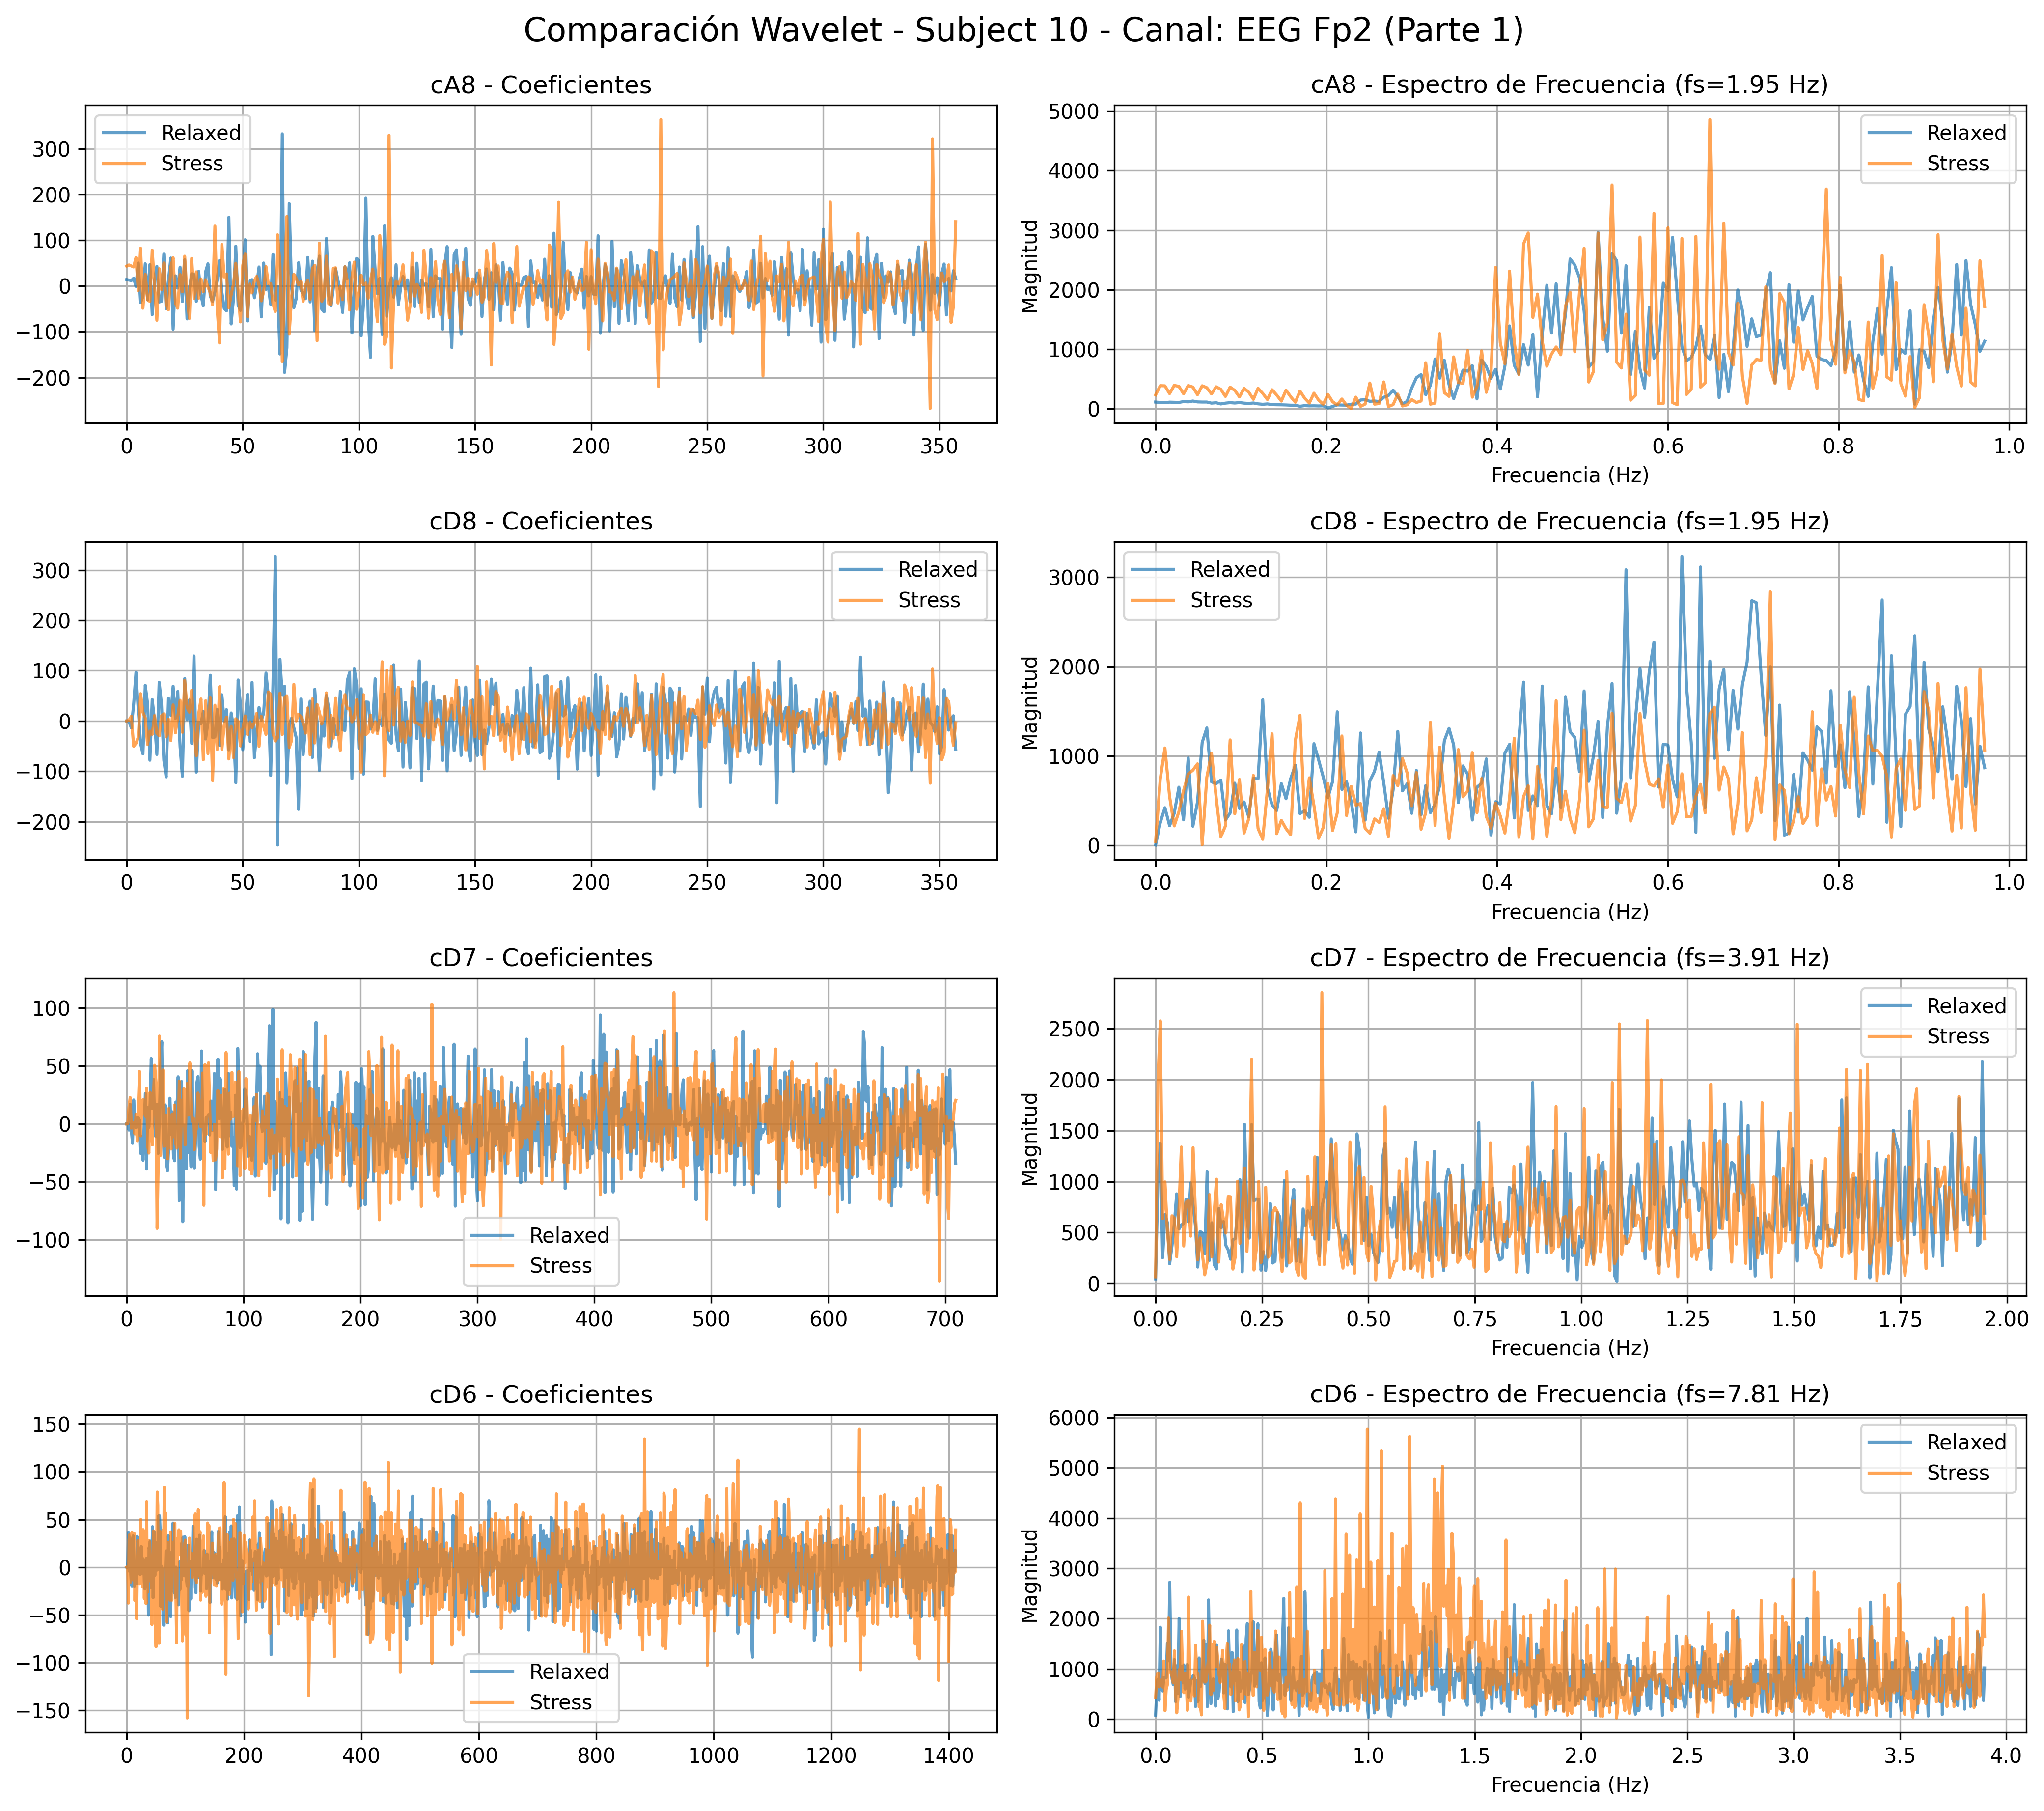 Comparación Wavelet - Subject 10 - Canal: EEG Fp2 (Parte 1)
cA8 - Coeficientes
Relaxed
Stress
300
200
100
0
−100
−200
0 50 100 150 200 250 300 350
cA8 - Espectro de Frecuencia (fs=1.95 Hz)
Relaxed
Stress
Magnitud
5000
4000
3000
2000
1000
0
0.0 0.2 0.4 0.6 0.8 1.0
Frecuencia (Hz)
cD8 - Coeficientes
Relaxed
Stress
300
200
100
0
−100
−200
0 50 100 150 200 250 300 350
cD8 - Espectro de Frecuencia (fs=1.95 Hz)
Relaxed
Stress
Magnitud
3000
2000
1000
0
0.0 0.2 0.4 0.6 0.8 1.0
Frecuencia (Hz)
cD7 - Coeficientes
100
50
0
−50
−100
Relaxed
Stress
0 100 200 300 400 500 600 700
cD7 - Espectro de Frecuencia (fs=3.91 Hz)
Relaxed
Stress
Magnitud
2500
2000
1500
1000
500
0
0.00 0.25 0.50 0.75 1.00 1.25 1.50 1.75 2.00
Frecuencia (Hz)
cD6 - Coeficientes
150
100
50
0
−50
−100
−150
Relaxed
Stress
0 200 400 600 800 1000 1200 1400
cD6 - Espectro de Frecuencia (fs=7.81 Hz)
Relaxed
Stress
Magnitud
6000
5000
4000
3000
2000
1000
0
0.0 0.5 1.0 1.5 2.0 2.5 3.0 3.5 4.0
Frecuencia (Hz)